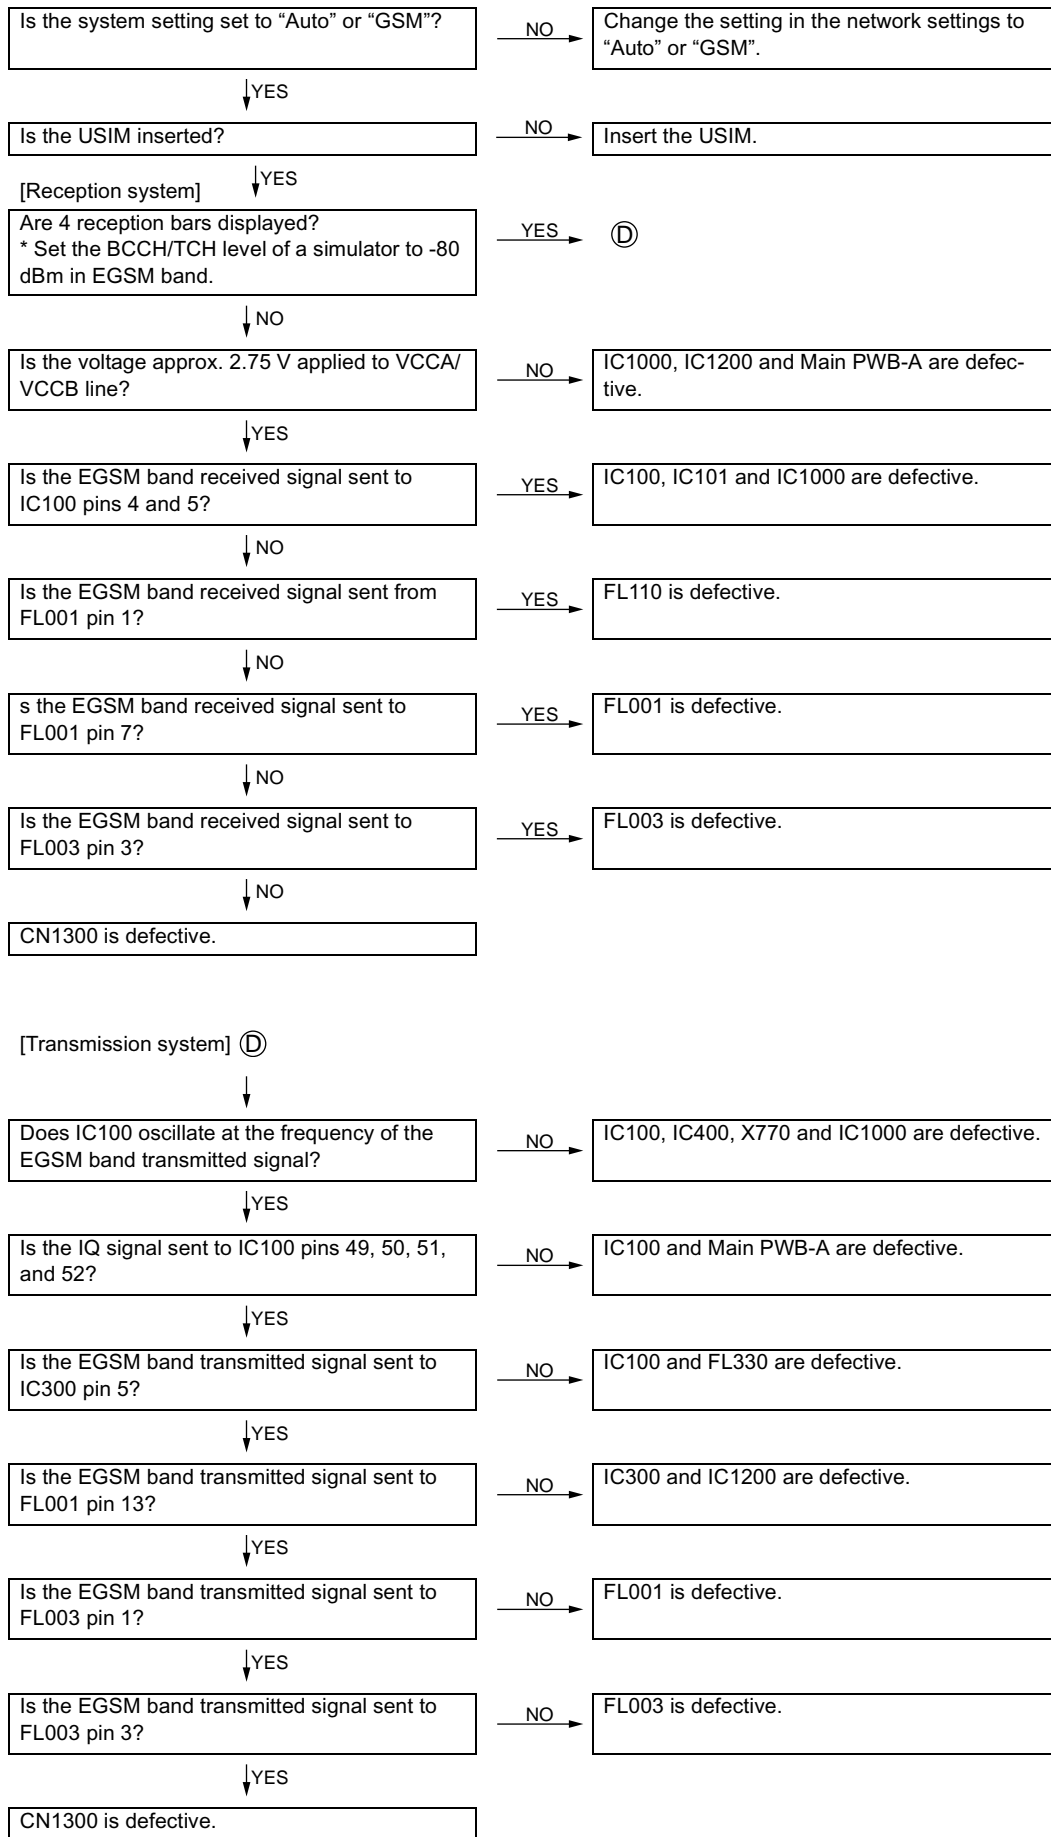 Is the system setting set to “Auto” or “GSM”?
NO
Change the setting in the network settings to
“Auto” or “GSM”.
YES
Is the USIM inserted?
NO
Insert the USIM.
YES
[Reception system]
Are 4 reception bars displayed?
* Set the BCCH/TCH level of a simulator to -80
dBm in EGSM band.
YES
D
NO
Is the voltage approx. 2.75 V applied to VCCA/
VCCB line?
NO
IC1000, IC1200 and Main PWB-A are defec-
tive.
YES
Is the EGSM band received signal sent to
IC100 pins 4 and 5?
YES
IC100, IC101 and IC1000 are defective.
NO
Is the EGSM band received signal sent from
FL001 pin 1?
YES
FL110 is defective.
NO
s the EGSM band received signal sent to
FL001 pin 7?
YES
FL001 is defective.
NO
Is the EGSM band received signal sent to
FL003 pin 3?
YES
FL003 is defective.
NO
CN1300 is defective.
[Transmission system] D
Does IC100 oscillate at the frequency of the
EGSM band transmitted signal?
NO
IC100, IC400, X770 and IC1000 are defective.
YES
Is the IQ signal sent to IC100 pins 49, 50, 51,
and 52?
NO
IC100 and Main PWB-A are defective.
YES
Is the EGSM band transmitted signal sent to
IC300 pin 5?
NO
IC100 and FL330 are defective.
YES
Is the EGSM band transmitted signal sent to
FL001 pin 13?
NO
IC300 and IC1200 are defective.
YES
Is the EGSM band transmitted signal sent to
FL003 pin 1?
NO
FL001 is defective.
YES
Is the EGSM band transmitted signal sent to
FL003 pin 3?
NO
FL003 is defective.
YES
CN1300 is defective.